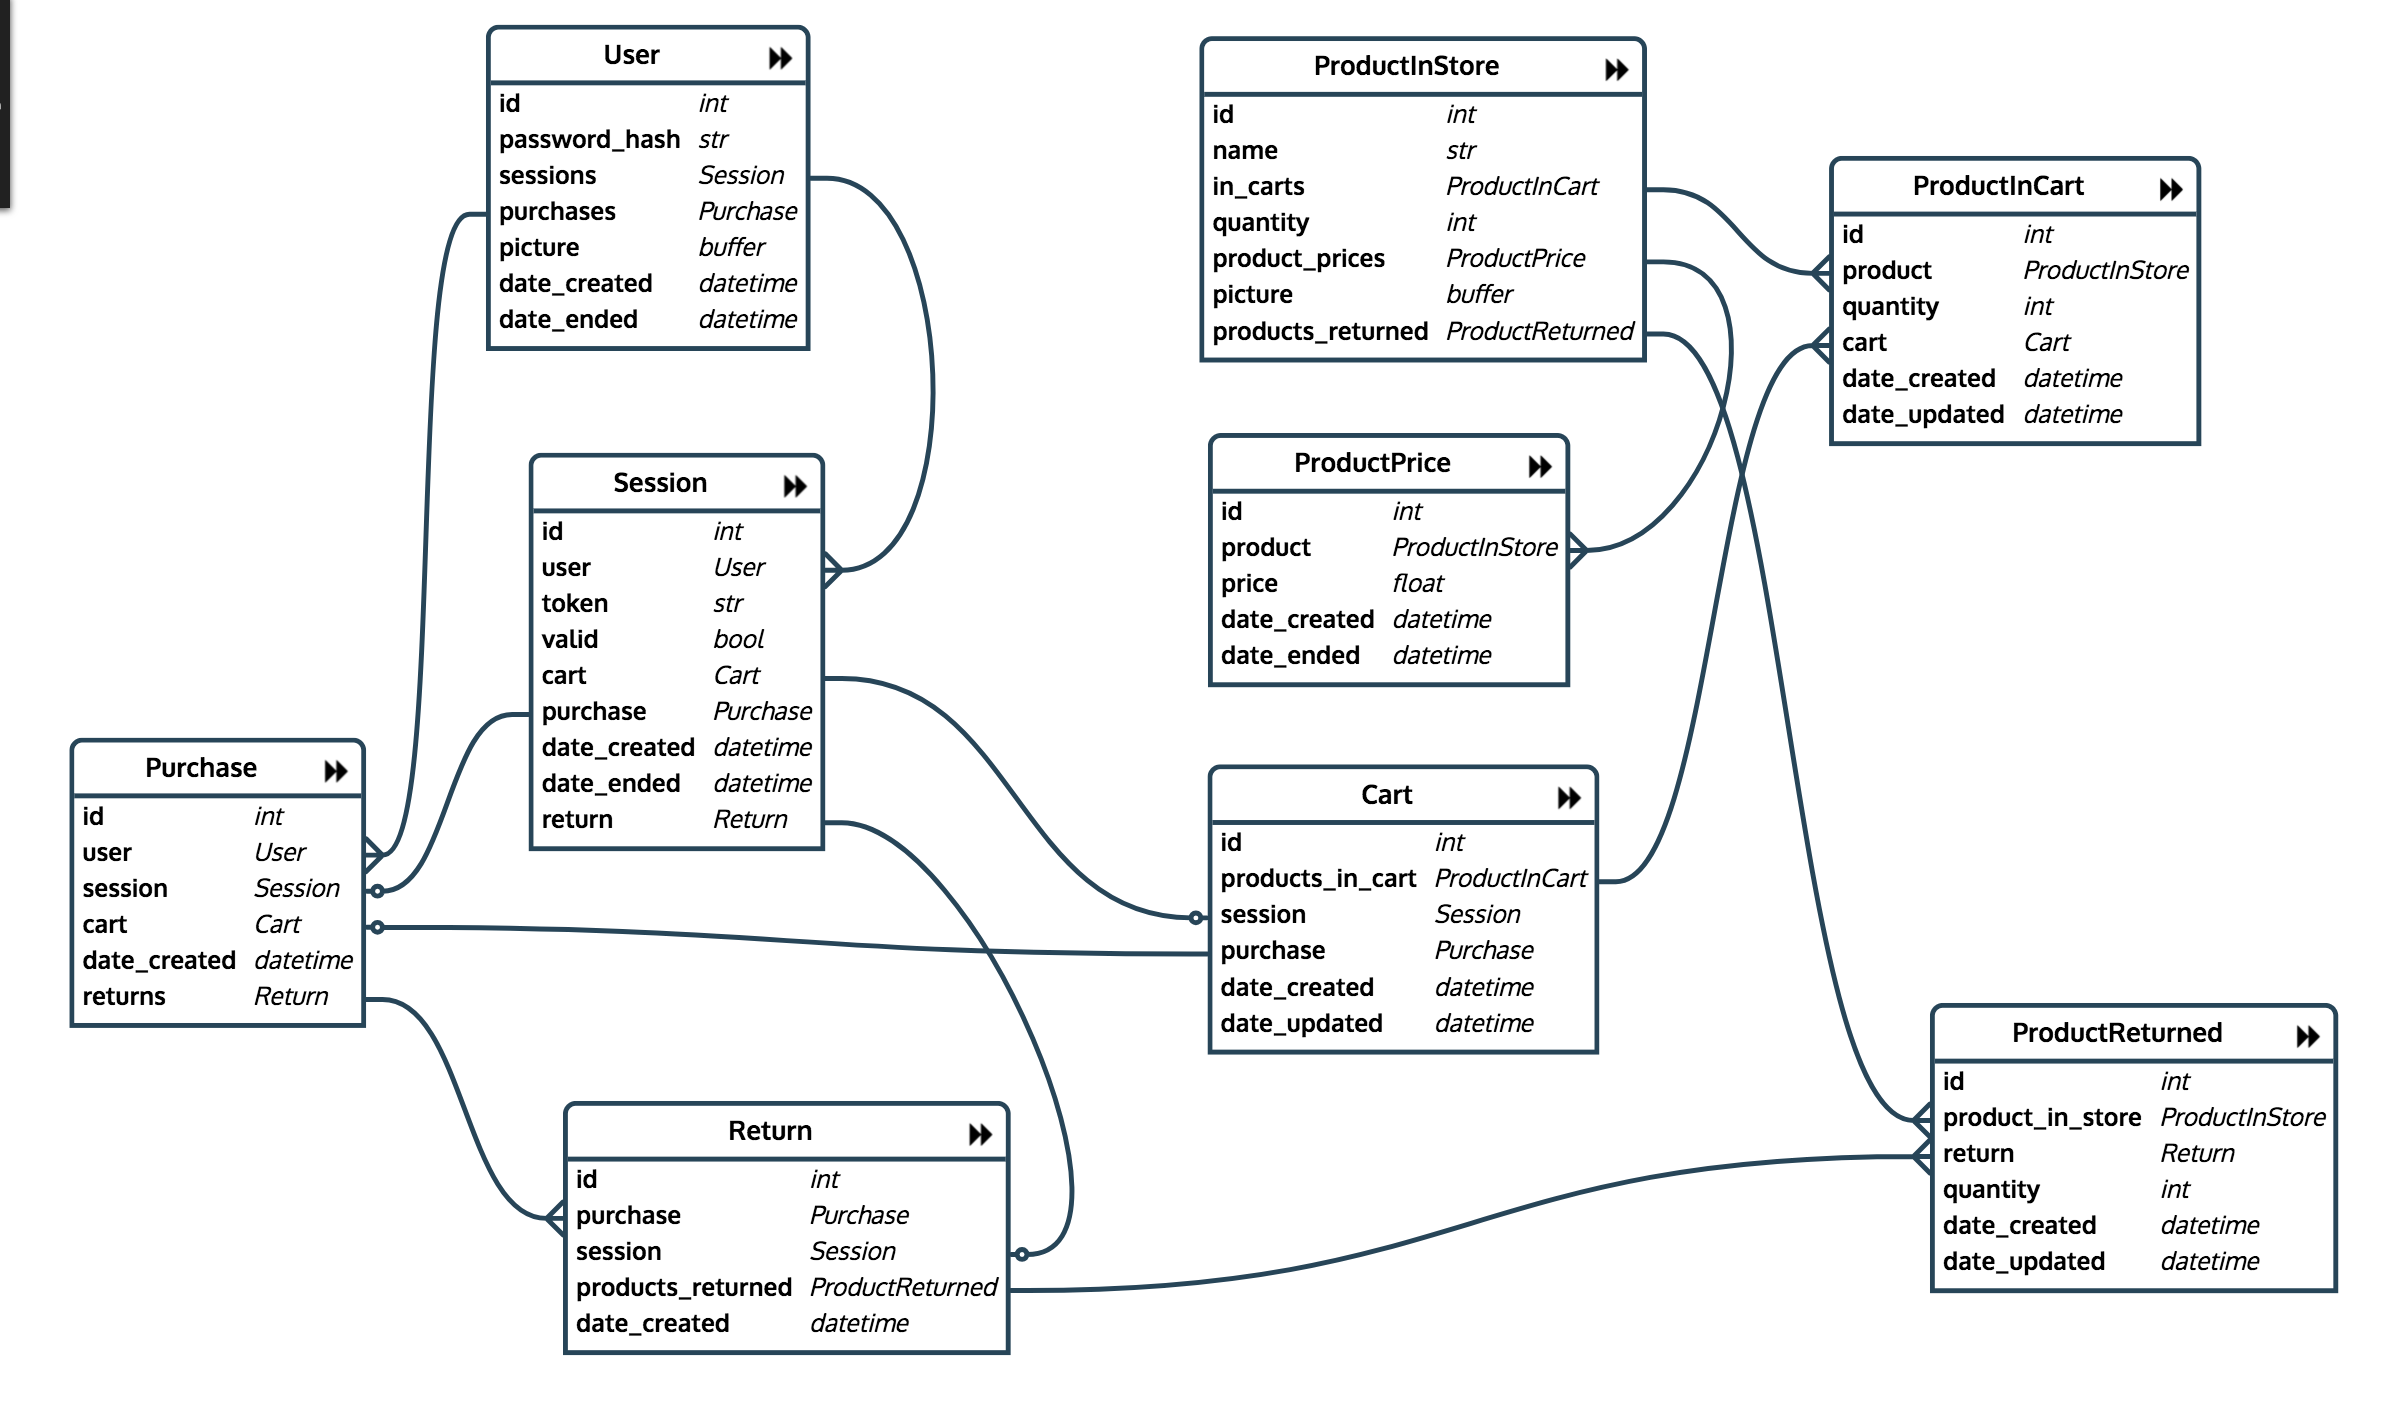 User
id int
password_hash str
sessions Session
purchases Purchase
picture buffer
date_created datetime
date_ended datetime
ProductInStore
id int
name str
in_carts ProductInCart
quantity int
product_prices ProductPrice
picture buffer
products_returned ProductReturned
ProductInCart
id int
product ProductInStore
quantity int
cart Cart
date_created datetime
date_updated datetime
Session
id int
user User
token str
valid bool
cart Cart
purchase Purchase
date_created datetime
date_ended datetime
return Return
ProductPrice
id int
product ProductInStore
price float
date_created datetime
date_ended datetime
Purchase
id int
user User
session Session
cart Cart
date_created datetime
returns Return
Cart
id int
products_in_cart ProductInCart
session Session
purchase Purchase
date_created datetime
date_updated datetime
Return
id int
purchase Purchase
session Session
products_returned ProductReturned
date_created datetime
ProductReturned
id int
product_in_store ProductInStore
return Return
quantity int
date_created datetime
date_updated datetime